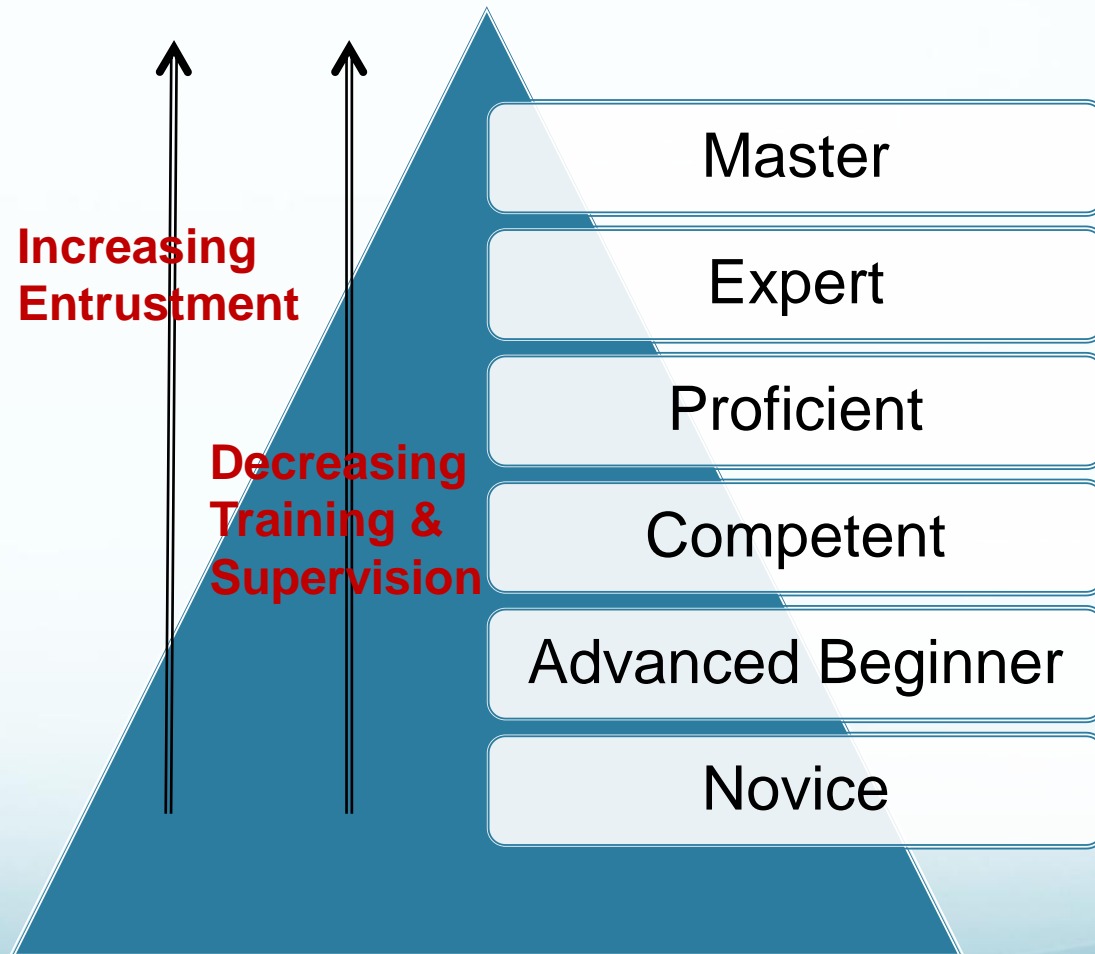 Master
Increasing
Entrustment
Expert
Proficient
Decreasing
Training &
Supervision
Competent
Advanced Beginner
Novice